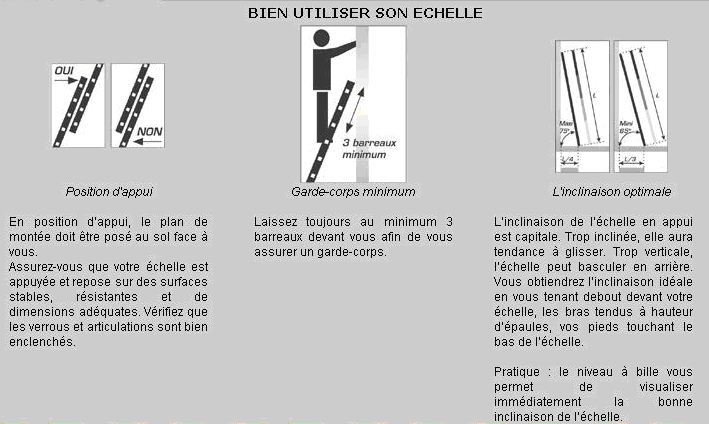 BIEN UTILISER SON ECHELLE
OUI
NON
Position d'appui
En position d'appui, le plan de
montée doit être posé au sol face à
vous.
Assurez-vous que votre échelle est
appuyée et repose sur des surfaces
stables, résistantes et de
dimensions adéquates. Vérifiez que
les verrous et articulations sont bien
enclenchés.
3 barreaux
minimum
Garde-corps minimum
Laissez toujours au minimum 3
barreaux devant vous afin de vous
assurer un garde-corps.
L
Maxi
75°
L/4
L
Mini
65°
L/3
L'inclinaison optimale
L'inclinaison de l'échelle en appui
est capitale. Trop inclinée, elle aura
tendance à glisser. Trop verticale,
l'échelle peut basculer en arrière.
Vous obtiendrez l'inclinaison idéale
en vous tenant debout devant votre
échelle, les bras tendus à hauteur
d'épaules, vos pieds touchant le
bas de l'échelle.
Pratique : le niveau à bille vous
permet de visualiser
immédiatement la bonne
inclinaison de l'échelle.